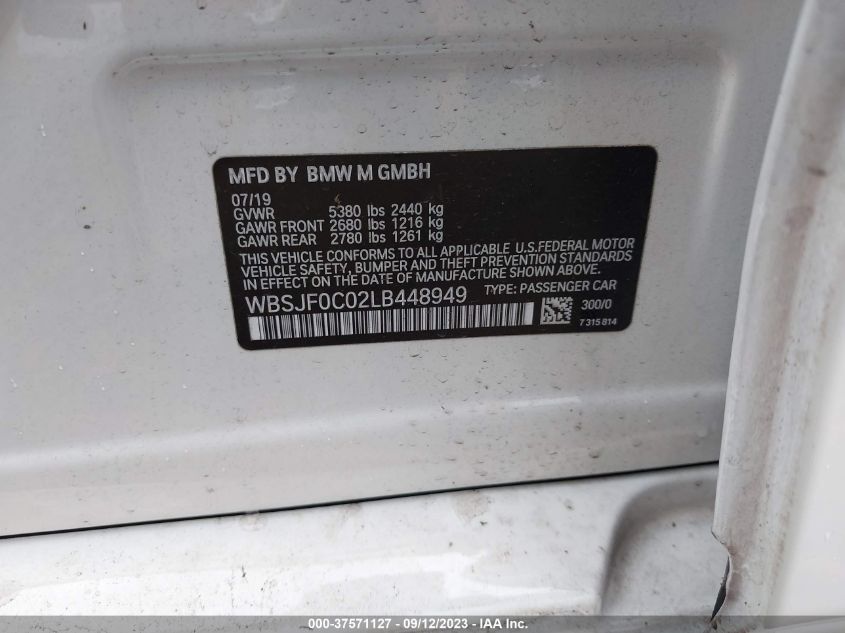 MFD BY BMW M GMBH
07/19
GVWR 5380 lbs 2440 kg
GAWR FRONT 2680 lbs 1216 kg
GAWR REAR 2780 lbs 1261 kg
THIS VEHICLE CONFORMS TO ALL APPLICABLE U.S.FEDERAL MOTOR
VEHICLE SAFETY, BUMPER AND THEFT PREVENTION STANDARDS
IN EFFECT ON THE DATE OF MANUFACTURE SHOWN ABOVE.
WBSJF0C02LB448949 TYPE: PASSENGER CAR
300/0
7 315 814
000-37571127 - 09/12/2023 - IAA Inc.